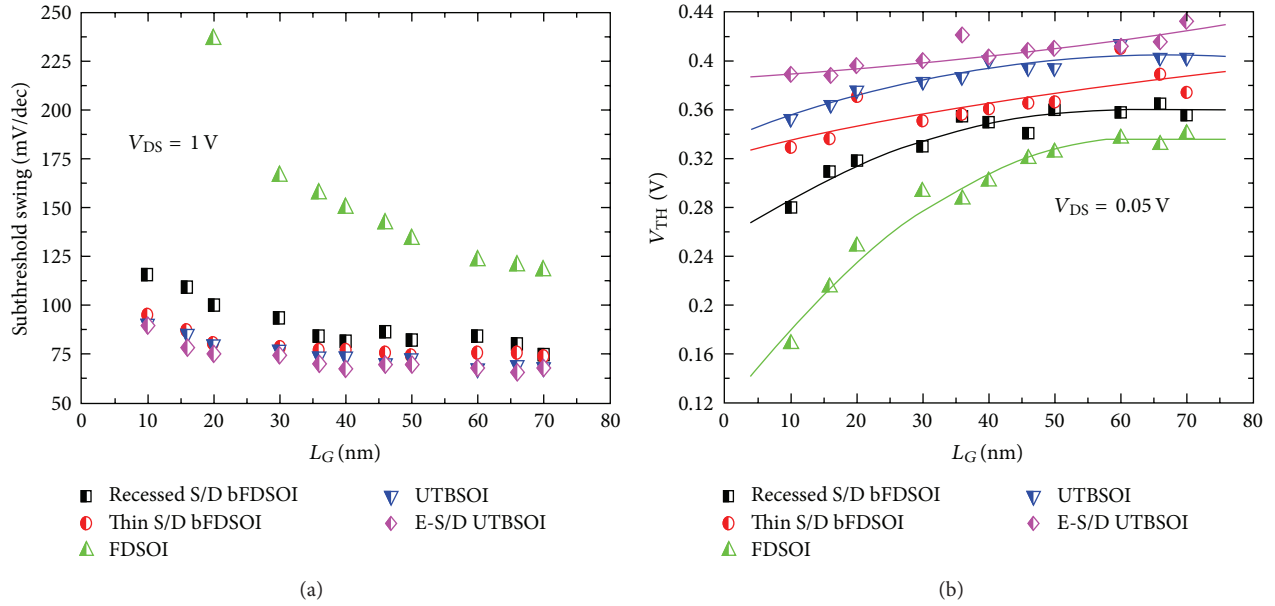 250
225
200
175
150
125
100
75
50
Subthreshold swing (mV/dec)
V_DS = 1 V
0 10 20 30 40 50 60 70 80
L_G (nm)
Recessed S/D bFDSOI
Thin S/D bFDSOI
FDSOI
UTBSOI
E-S/D UTBSOI
(a)
0.44
0.4
0.36
0.32
0.28
0.24
0.2
0.16
0.12
V_TH (V)
V_DS = 0.05 V
0 10 20 30 40 50 60 70 80
L_G (nm)
Recessed S/D bFDSOI
Thin S/D bFDSOI
FDSOI
UTBSOI
E-S/D UTBSOI
(b)